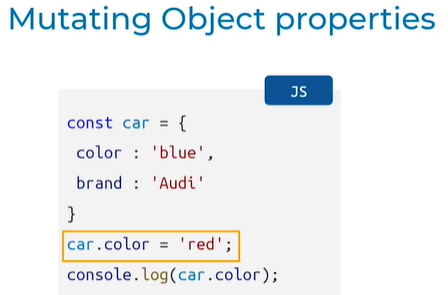 Mutating Object properties
JS
const car = {
color : 'blue',
brand : 'Audi'
}
car.color = 'red';
console.log(car.color);